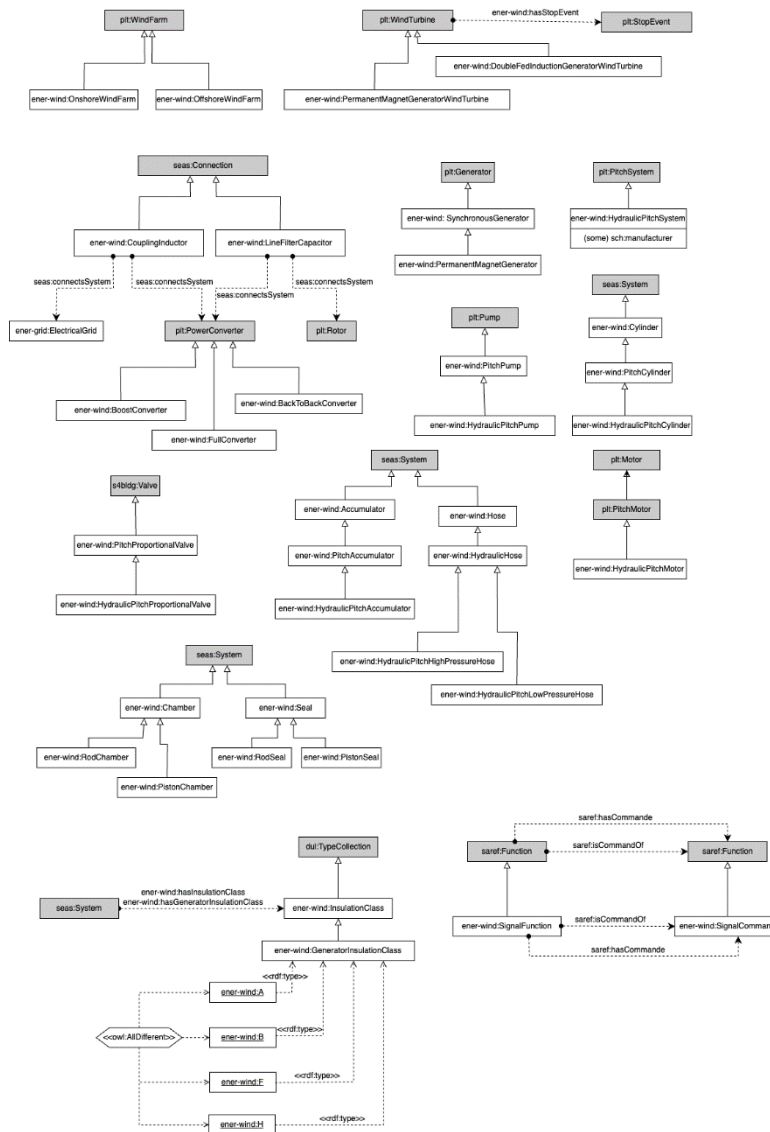 plt:WindFarm
ener-wind:OnshoreWindFarm
ener-wind:OffshoreWindFarm
plt:WindTurbine
ener-wind:hasStopEvent
plt:StopEvent
ener-wind:DoubleFedInductionGeneratorWindTurbine
ener-wind:PermanentMagnetGeneratorWindTurbine
seas:Connection
ener-wind:CouplingInductor
ener-wind:LineFilterCapacitor
seas:connectsSystem
seas:connectsSystem
seas:connectsSystem
seas:connectsSystem
ener-grid:ElectricalGrid
plt:PowerConverter
plt:Rotor
ener-wind:BoostConverter
ener-wind:BackToBackConverter
ener-wind:FullConverter
plt:Generator
ener-wind: SynchronousGenerator
ener-wind:PermanentMagnetGenerator
plt:PitchSystem
ener-wind:HydraulicPitchSystem
(some) sch:manufacturer
plt:Pump
ener-wind:PitchPump
ener-wind:HydraulicPitchPump
seas:System
ener-wind:Cylinder
ener-wind:PitchCylinder
ener-wind:HydraulicPitchCylinder
s4bldg:Valve
ener-wind:PitchProportionalValve
ener-wind:HydraulicPitchProportionalValve
seas:System
ener-wind:Accumulator
ener-wind:Hose
ener-wind:PitchAccumulator
ener-wind:HydraulicHose
ener-wind:HydraulicPitchAccumulator
ener-wind:HydraulicPitchHighPressureHose
ener-wind:HydraulicPitchLowPressureHose
plt:Motor
plt:PitchMotor
ener-wind:HydraulicPitchMotor
seas:System
ener-wind:Chamber
ener-wind:Seal
ener-wind:RodChamber
ener-wind:RodSeal
ener-wind:PistonSeal
ener-wind:PistonChamber
dul:TypeCollection
ener-wind:hasInsulationClass
ener-wind:hasGeneratorInsulationClass
seas:System
ener-wind:InsulationClass
ener-wind:GeneratorInsulationClass
<<rdf:type>>
ener-wind:A
<<rdf:type>>
<<owl:AllDifferent>>
ener-wind:B
<<rdf:type>>
ener-wind:F
<<rdf:type>>
ener-wind:H
saref:hasCommande
saref:Function
saref:isCommandOf
saref:Function
ener-wind:SignalFunction
saref:isCommandOf
ener-wind:SignalCommand
saref:hasCommande